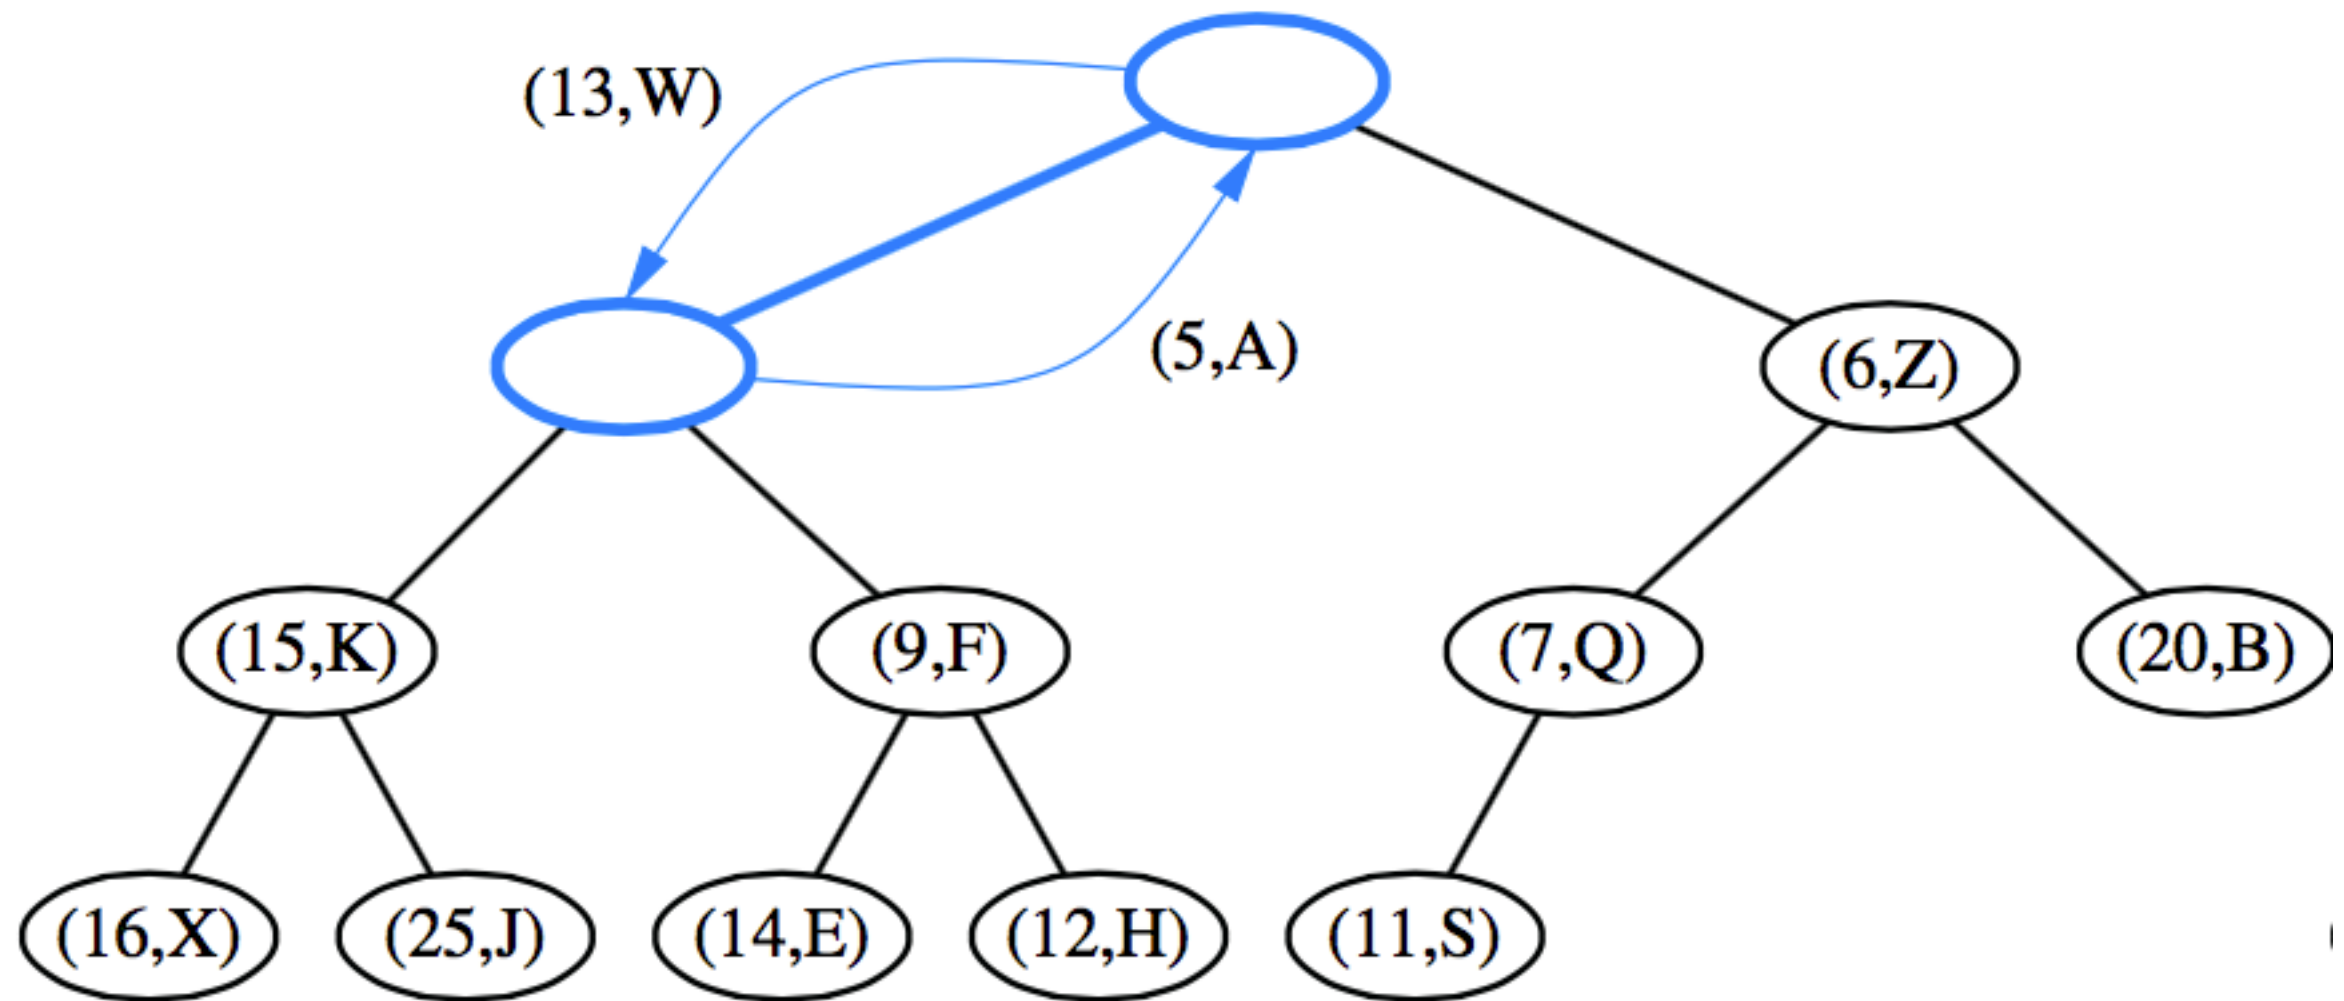 (13,W)
(5,A)
(6,Z)
(15,K)
(9,F)
(7,Q)
(20,B)
(16,X)
(25,J)
(14,E)
(12,H)
(11,S)